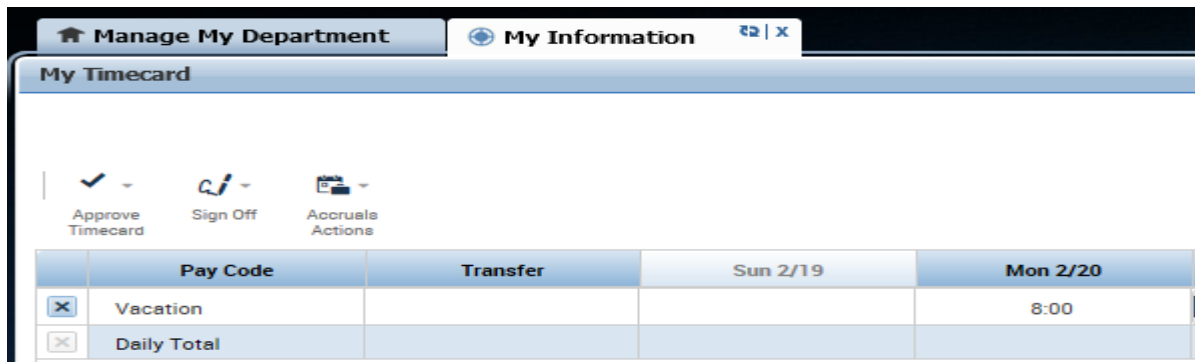 Manage My Department My Information x
My Timecard
Approve Timecard Sign Off Accruals Actions
Pay Code Transfer Sun 2/19 Mon 2/20
Vacation 8:00
Daily Total